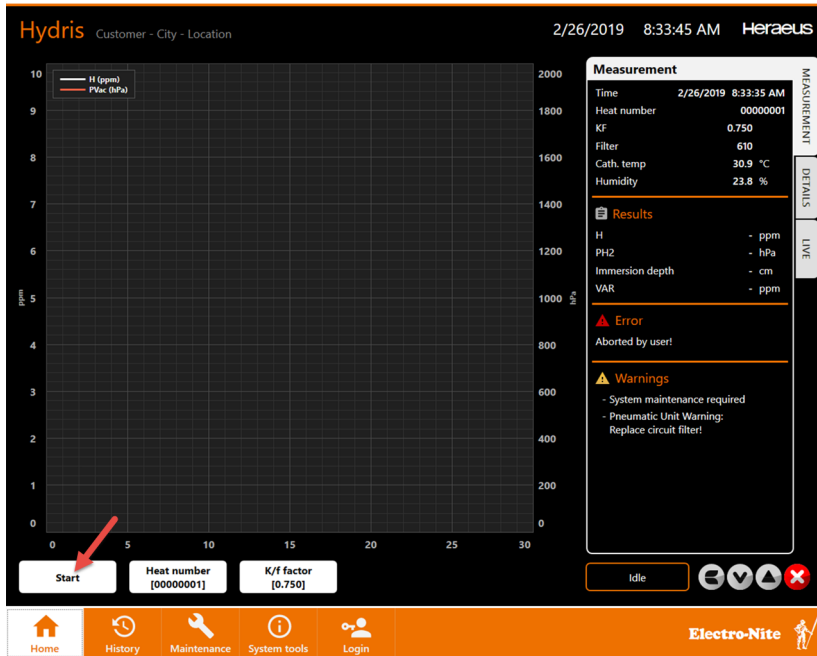 Hydris Customer - City - Location 2/26/2019 8:33:45 AM Heraeus
H (ppm)
PVac (hPa)
10
9
8
7
6
5
4
3
2
1
0
ppm
2000
1800
1600
1400
1200
1000
800
600
400
200
0
hPa
0 5 10 15 20 25 30
Measurement
Time 2/26/2019 8:33:35 AM
Heat number 00000001
KF 0.750
Filter 610
Cath. temp 30.9 °C
Humidity 23.8 %
Results
H - ppm
PH2 - hPa
Immersion depth - cm
VAR - ppm
Error
Aborted by user!
Warnings
- System maintenance required
- Pneumatic Unit Warning:
Replace circuit filter!
MEASUREMENT
DETAILS
LIVE
Start
Heat number
[00000001]
K/f factor
[0.750]
Idle
Home History Maintenance System tools Login
Electro-Nite